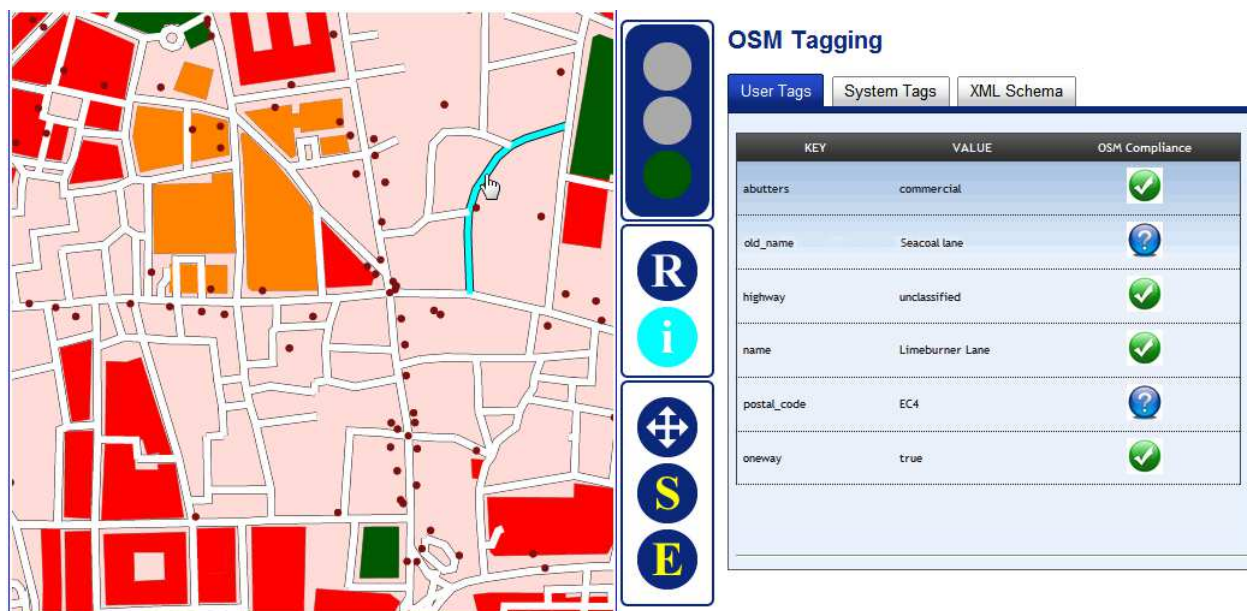 R
i
S
E
OSM Tagging
User Tags System Tags XML Schema
KEY VALUE OSM Compliance
abutters commercial
old_name Seacoal lane
?
highway unclassified
name Limeburner Lane
postal_code EC4
?
oneway true